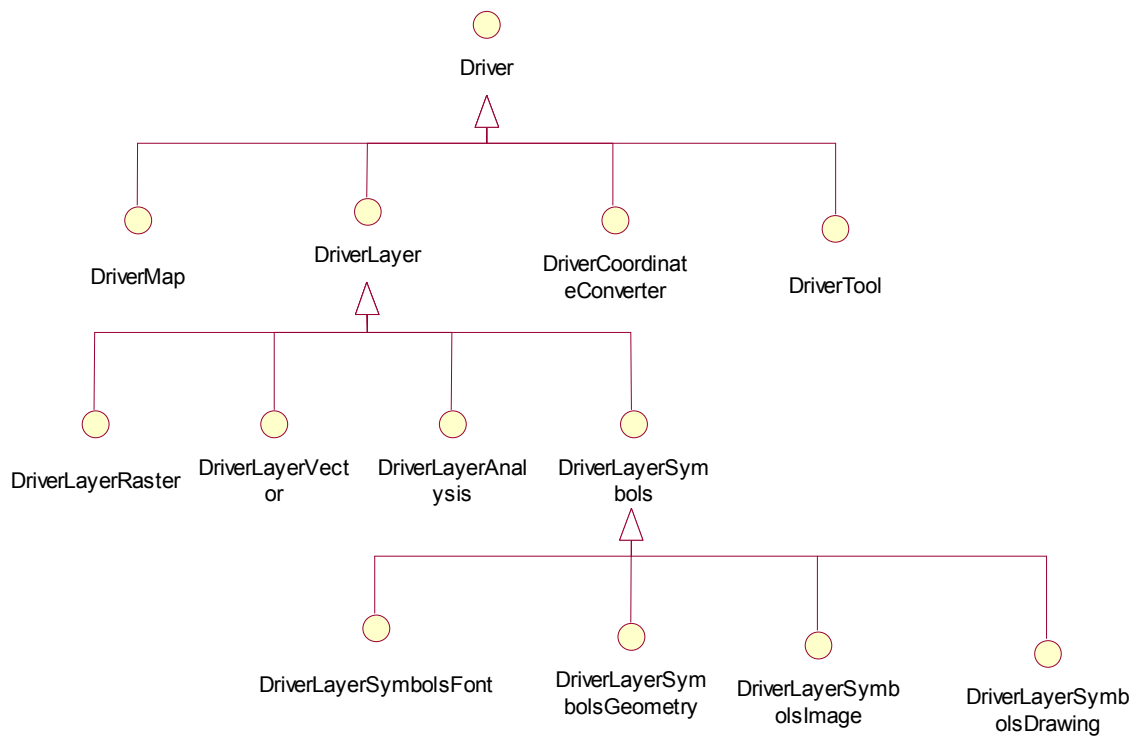 Driver
DriverMap
DriverLayer
DriverCoordinat
eConverter
DriverTool
DriverLayerRaster
DriverLayerVect
or
DriverLayerAnal
ysis
DriverLayerSym
bols
DriverLayerSymbolsFont
DriverLayerSym
bolsGeometry
DriverLayerSymb
olsImage
DriverLayerSymb
olsDrawing